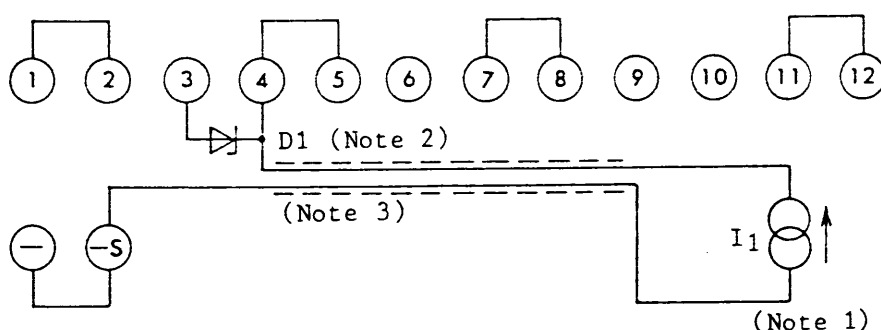 1 2 3 4 5 6 7 8 9 10 11 12
D1 (Note 2)
(Note 3)
— —S
I1
(Note 1)